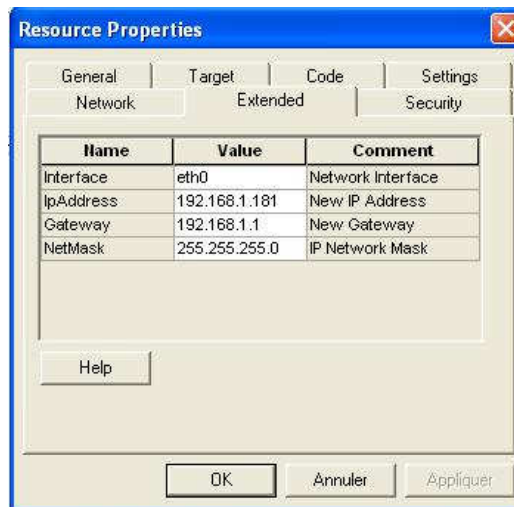 Resource Properties
General Target Code Settings
Network Extended Security
Name Value Comment
Interface eth0 Network Interface
IpAddress 192.168.1.181 New IP Address
Gateway 192.168.1.1 New Gateway
NetMask 255.255.255.0 IP Network Mask
Help
OK Annuler Appliquer